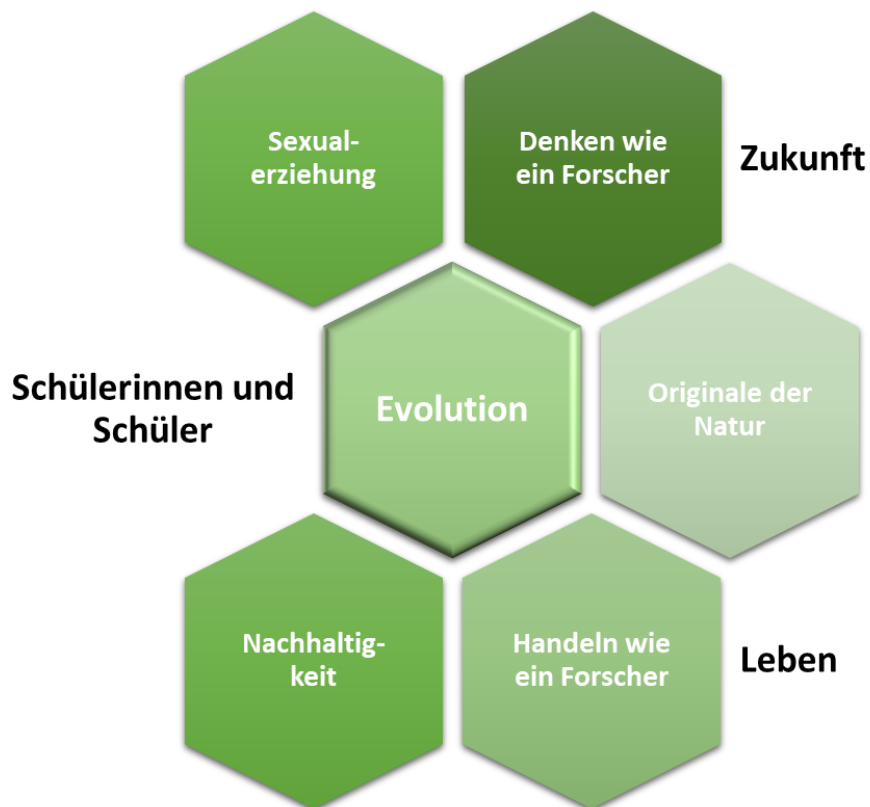 Sexual-
erziehung
Denken wie
ein Forscher
Zukunft
Schülerinnen und
Schüler
Evolution
Originale der
Natur
Nachhaltig-
keit
Handeln wie
ein Forscher
Leben